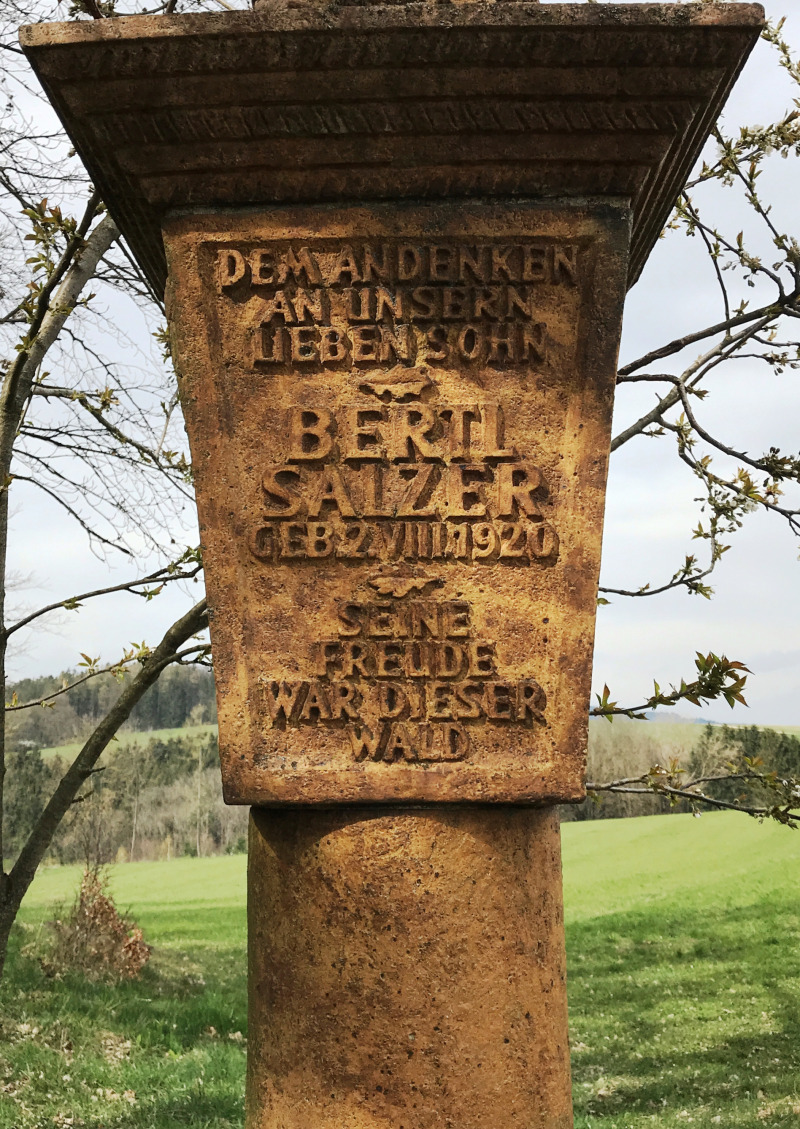 DEM ANDENKEN
AN UNSERN
LIEBEN SOHN
BERTL
SALZER
GEB 2.VIII.1920
SEINE
FREUDE
WAR DIESER
WALD